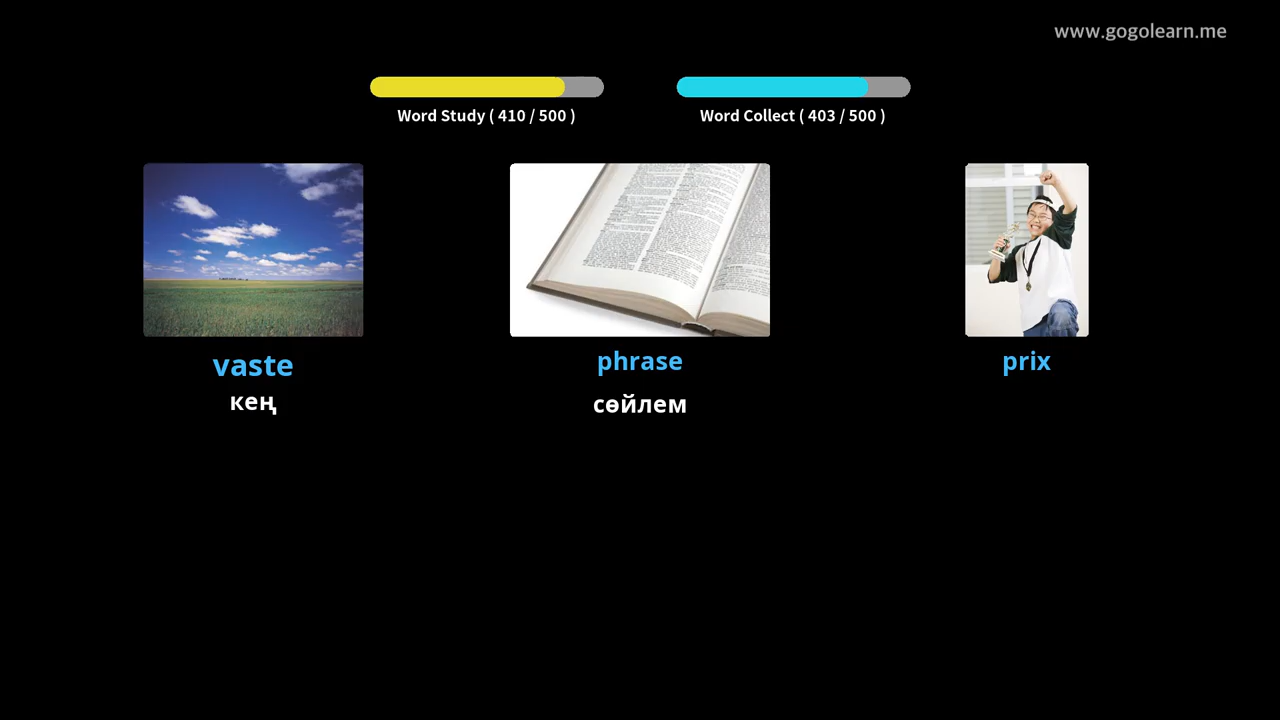 www.gogolearn.me
Word Study ( 410 / 500 )
Word Collect ( 403 / 500 )
vaste
кең
phrase
сөйлем
prix